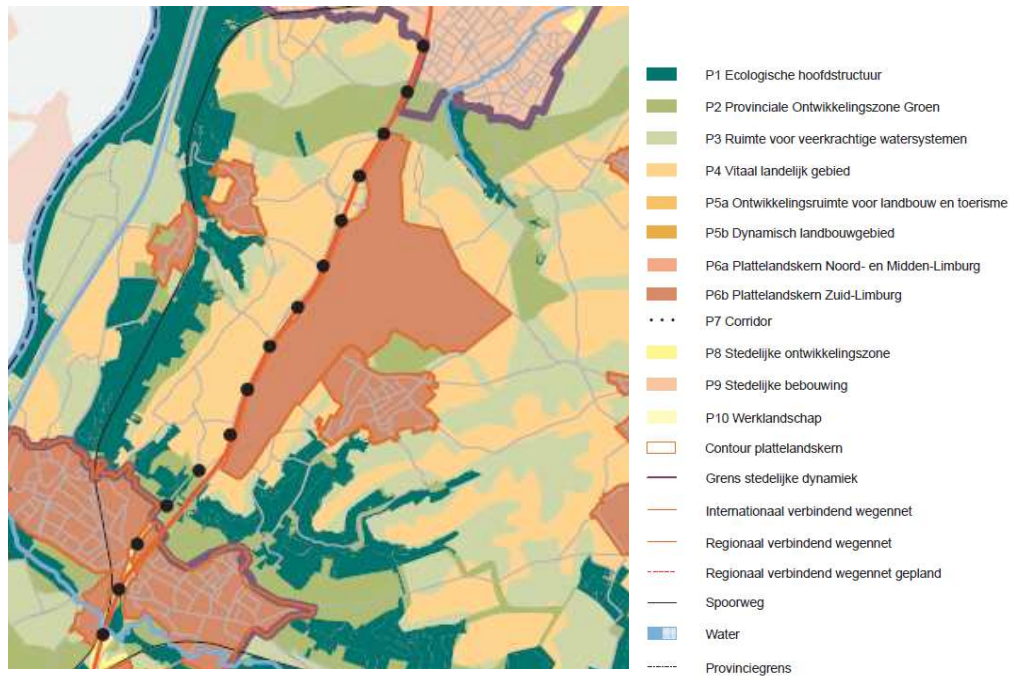 P1 Ecologische hoofdstructuur
P2 Provinciale Ontwikkelingszone Groen
P3 Ruimte voor veerkrachtige watersystemen
P4 Vitaal landelijk gebied
P5a Ontwikkelingsruimte voor landbouw en toerisme
P5b Dynamisch landbouwgebied
P6a Plattelandskern Noord- en Midden-Limburg
P6b Plattelandskern Zuid-Limburg
P7 Corridor
P8 Stedelijke ontwikkelingszone
P9 Stedelijke bebouwing
P10 Werklandschap
Contour plattelandskern
Grens stedelijke dynamiek
Internationaal verbindend wegennet
Regionaal verbindend wegennet
Regionaal verbindend wegennet gepland
Spoorweg
Water
Provinciegrens